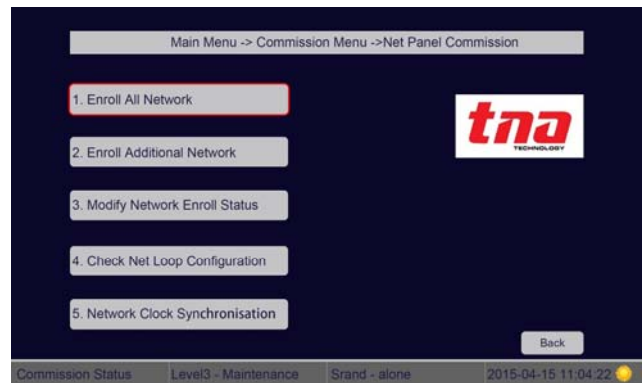 Main Menu -> Commission Menu ->Net Panel Commission
1. Enroll All Network
tna
TECHNOLOGY
2. Enroll Additional Network
3. Modify Network Enroll Status
4. Check Net Loop Configuration
5. Network Clock Synchronisation
Back
Commission Status Level3 - Maintenance Srand - alone 2015-04-15 11:04:22